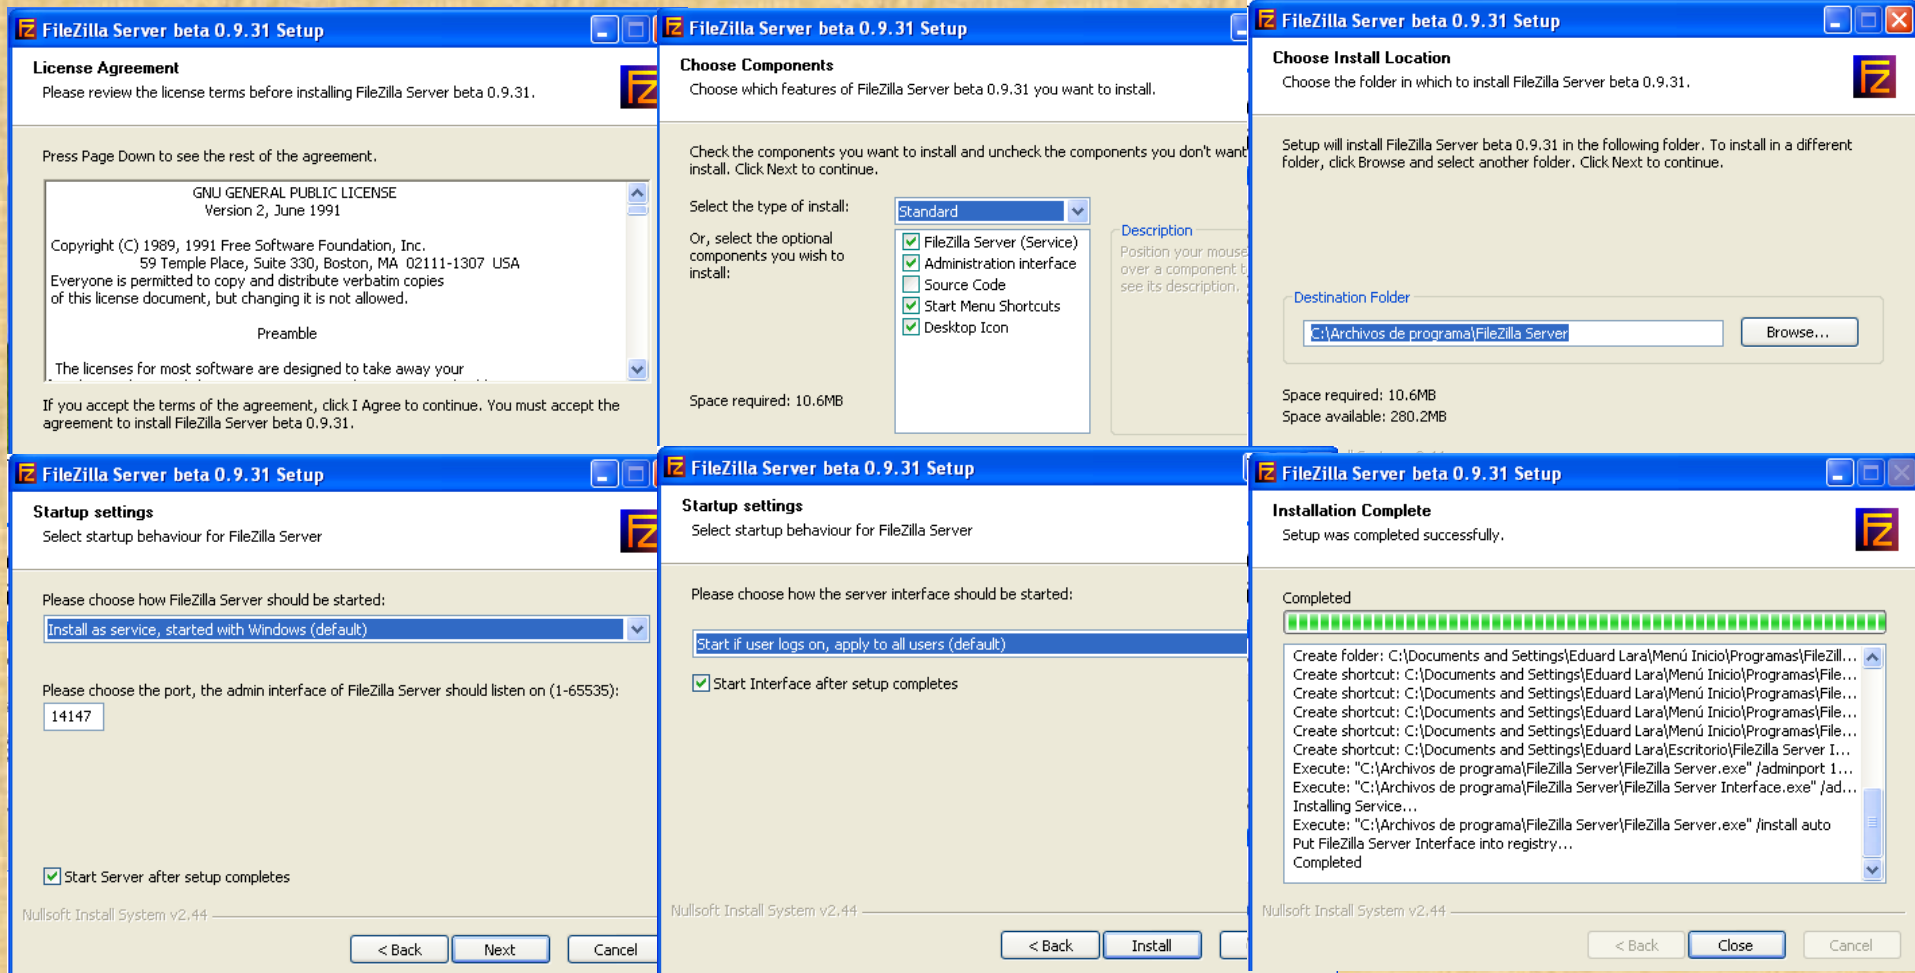 FileZilla Server beta 0.9.31 Setup
License Agreement
Please review the license terms before installing FileZilla Server beta 0.9.31.
Press Page Down to see the rest of the agreement.
GNU GENERAL PUBLIC LICENSE
Version 2, June 1991
Copyright (C) 1989, 1991 Free Software Foundation, Inc.
59 Temple Place, Suite 330, Boston, MA 02111-1307 USA
Everyone is permitted to copy and distribute verbatim copies
of this license document, but changing it is not allowed.
Preamble
The licenses for most software are designed to take away your
If you accept the terms of the agreement, click I Agree to continue. You must accept the
agreement to install FileZilla Server beta 0.9.31.
FileZilla Server beta 0.9.31 Setup
Choose Components
Choose which features of FileZilla Server beta 0.9.31 you want to install.
Check the components you want to install and uncheck the components you don't want
install. Click Next to continue.
Select the type of install:
Standard
Or, select the optional
components you wish to
install:
FileZilla Server (Service)
Administration interface
Source Code
Start Menu Shortcuts
Desktop Icon
Description
Position your mouse
over a component t
see its description.
Space required: 10.6MB
FileZilla Server beta 0.9.31 Setup
Choose Install Location
Choose the folder in which to install FileZilla Server beta 0.9.31.
Fz
Setup will install FileZilla Server beta 0.9.31 in the following folder. To install in a different
folder, click Browse and select another folder. Click Next to continue.
Destination Folder
C:\Archivos de programa\FileZilla Server
Browse...
Space required: 10.6MB
Space available: 280.2MB
FileZilla Server beta 0.9.31 Setup
Startup settings
Select startup behaviour for FileZilla Server
Please choose how FileZilla Server should be started:
Install as service, started with Windows (default)
Please choose the port, the admin interface of FileZilla Server should listen on (1-65535):
14147
Start Server after setup completes
Nullsoft Install System v2.44
< Back
Next
Cancel
FileZilla Server beta 0.9.31 Setup
Startup settings
Select startup behaviour for FileZilla Server
Please choose how the server interface should be started:
Start if user logs on, apply to all users (default)
Start Interface after setup completes
Nullsoft Install System v2.44
< Back
Install
FileZilla Server beta 0.9.31 Setup
Installation Complete
Setup was completed successfully.
Fz
Completed
Create folder: C:\Documents and Settings\Eduard Lara\Menú Inicio\Programas\FileZill...
Create shortcut: C:\Documents and Settings\Eduard Lara\Menú Inicio\Programas\File...
Create shortcut: C:\Documents and Settings\Eduard Lara\Menú Inicio\Programas\File...
Create shortcut: C:\Documents and Settings\Eduard Lara\Menú Inicio\Programas\File...
Create shortcut: C:\Documents and Settings\Eduard Lara\Menú Inicio\Programas\File...
Create shortcut: C:\Documents and Settings\Eduard Lara\Escritorio\FileZilla Server I...
Execute: "C:\Archivos de programa\FileZilla Server\FileZilla Server.exe" /adminport 1...
Execute: "C:\Archivos de programa\FileZilla Server\FileZilla Server Interface.exe" /ad...
Installing Service...
Execute: "C:\Archivos de programa\FileZilla Server\FileZilla Server.exe" /install auto
Put FileZilla Server Interface into registry...
Completed
Nullsoft Install System v2.44
< Back
Close
Cancel